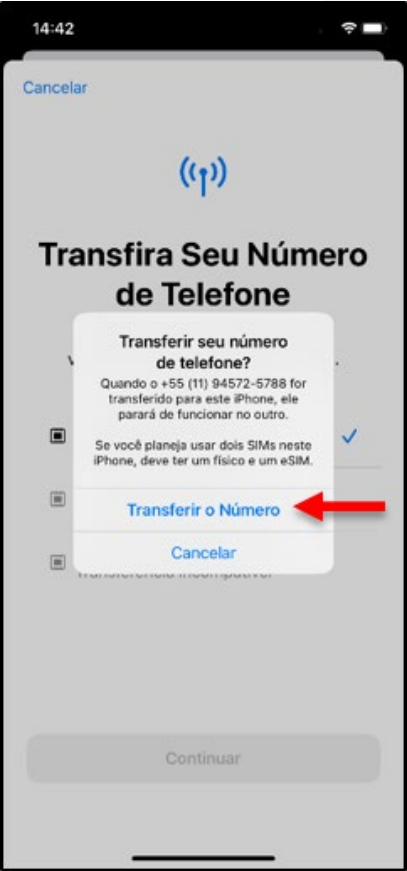 14:42
Cancelar
Transfira Seu Número
de Telefone
Transferir seu número
de telefone?
Quando o +55 (11) 94572-5788 for
transferido para este iPhone, ele
parará de funcionar no outro.
Se você planeja usar dois SIMs neste
iPhone, deve ter um físico e um eSIM.
Transferir o Número
Cancelar
Continuar